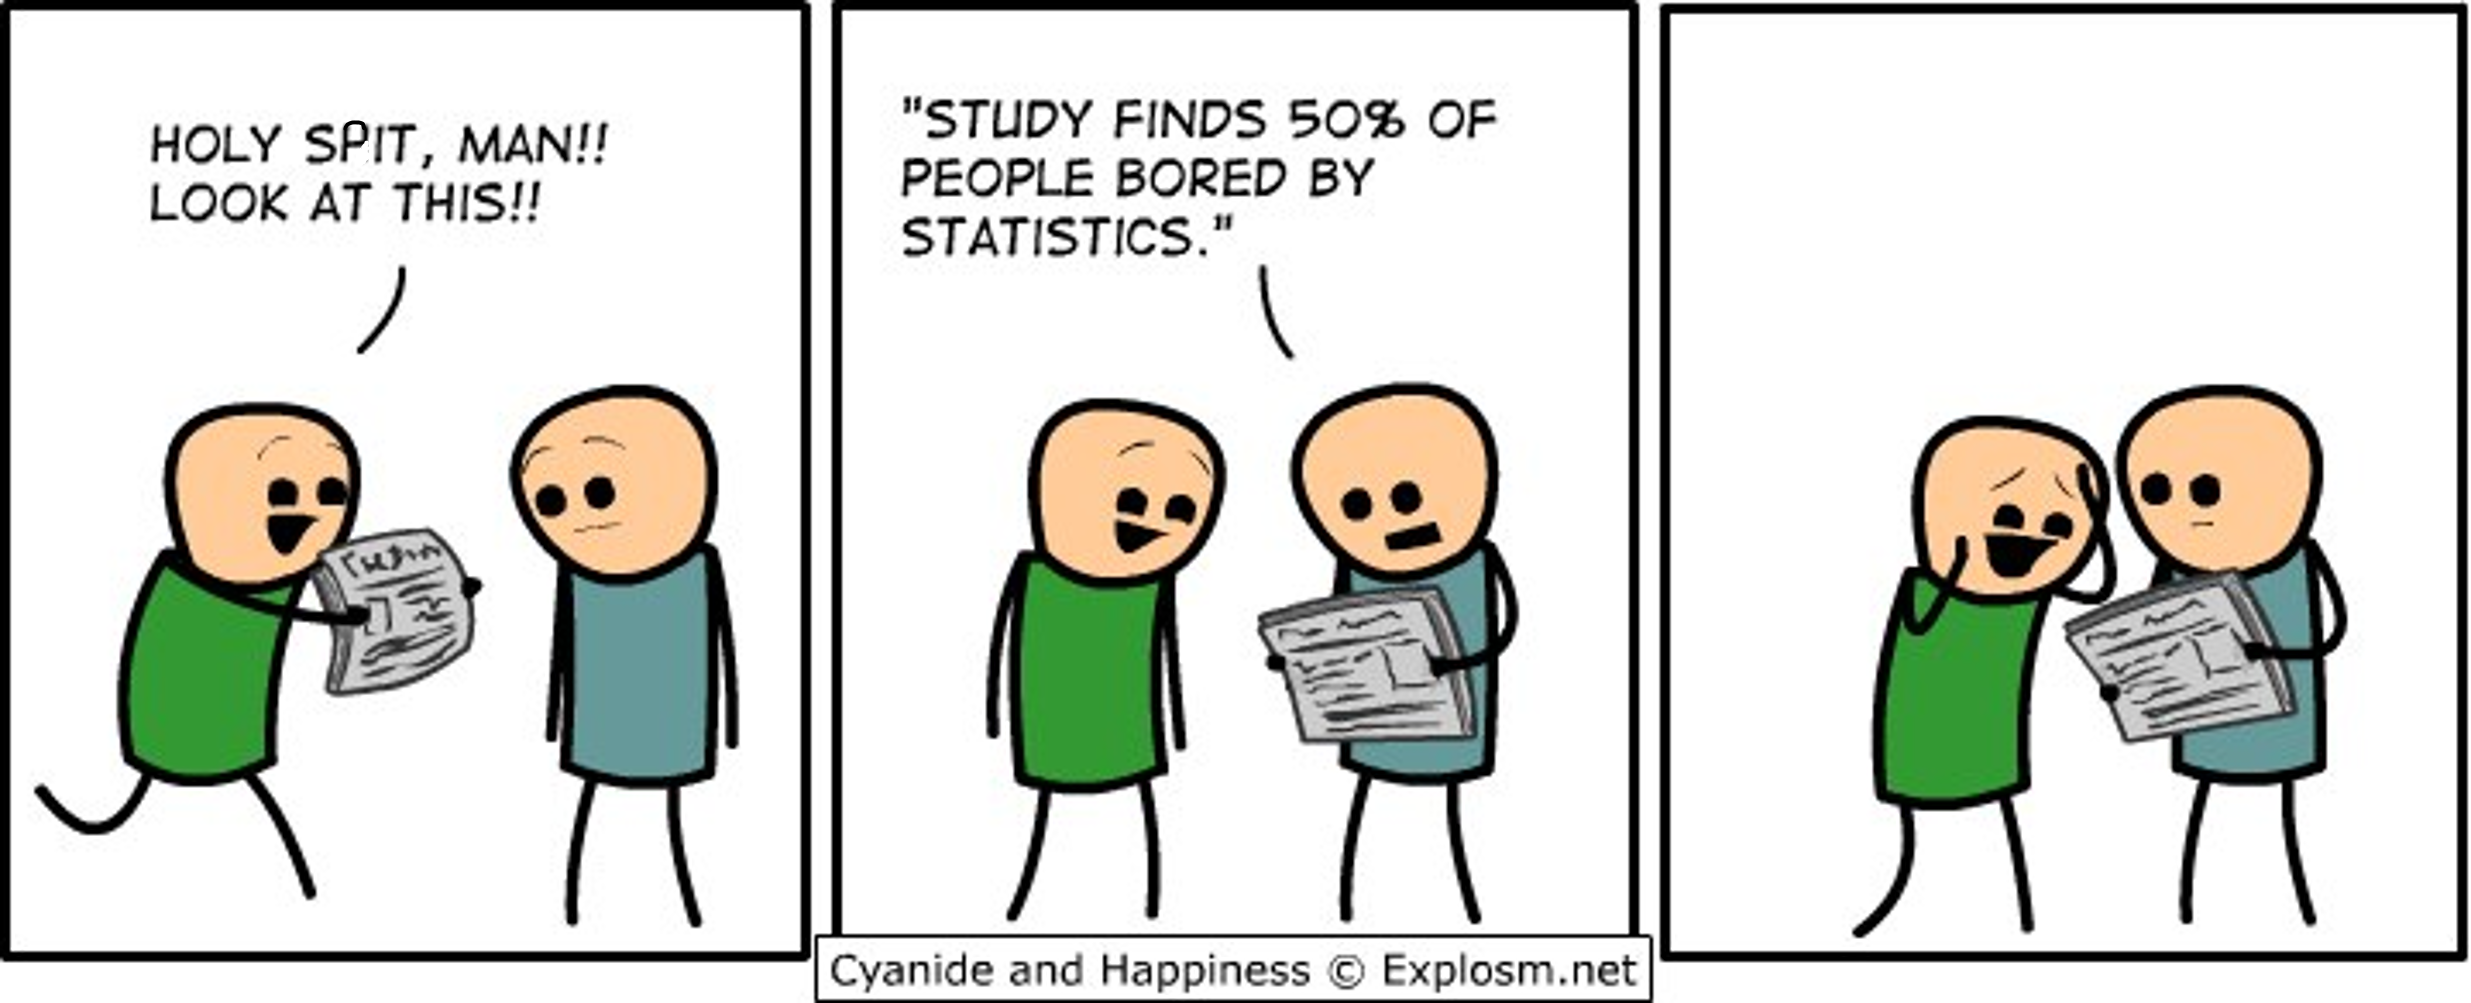 HOLY SPIT, MAN!!
LOOK AT THIS!!
"STUDY FINDS 50% OF
PEOPLE BORED BY
STATISTICS."
Cyanide and Happiness © Explosm.net